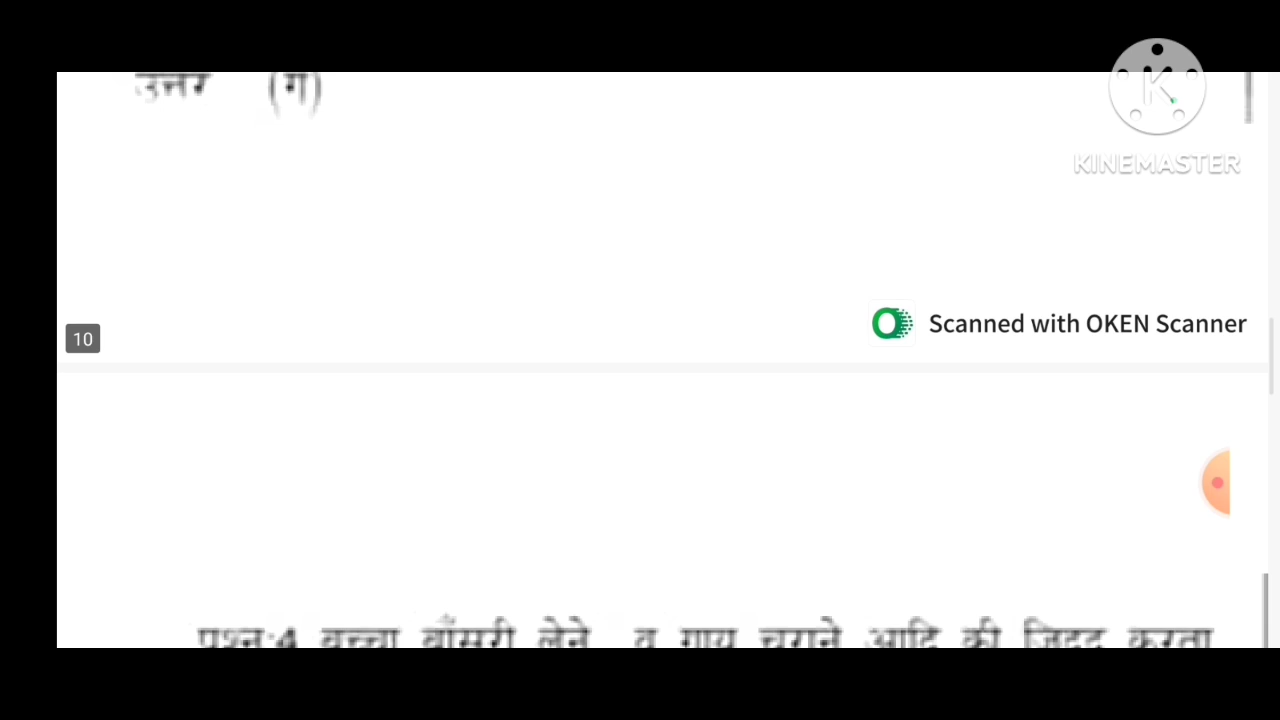 उत्तर (ग)
KINEMASTER
Scanned with OKEN Scanner
10
प्रश्न:4 बच्चा बाँसुरी लेने व गाय चराने आदि की जिद्द करता